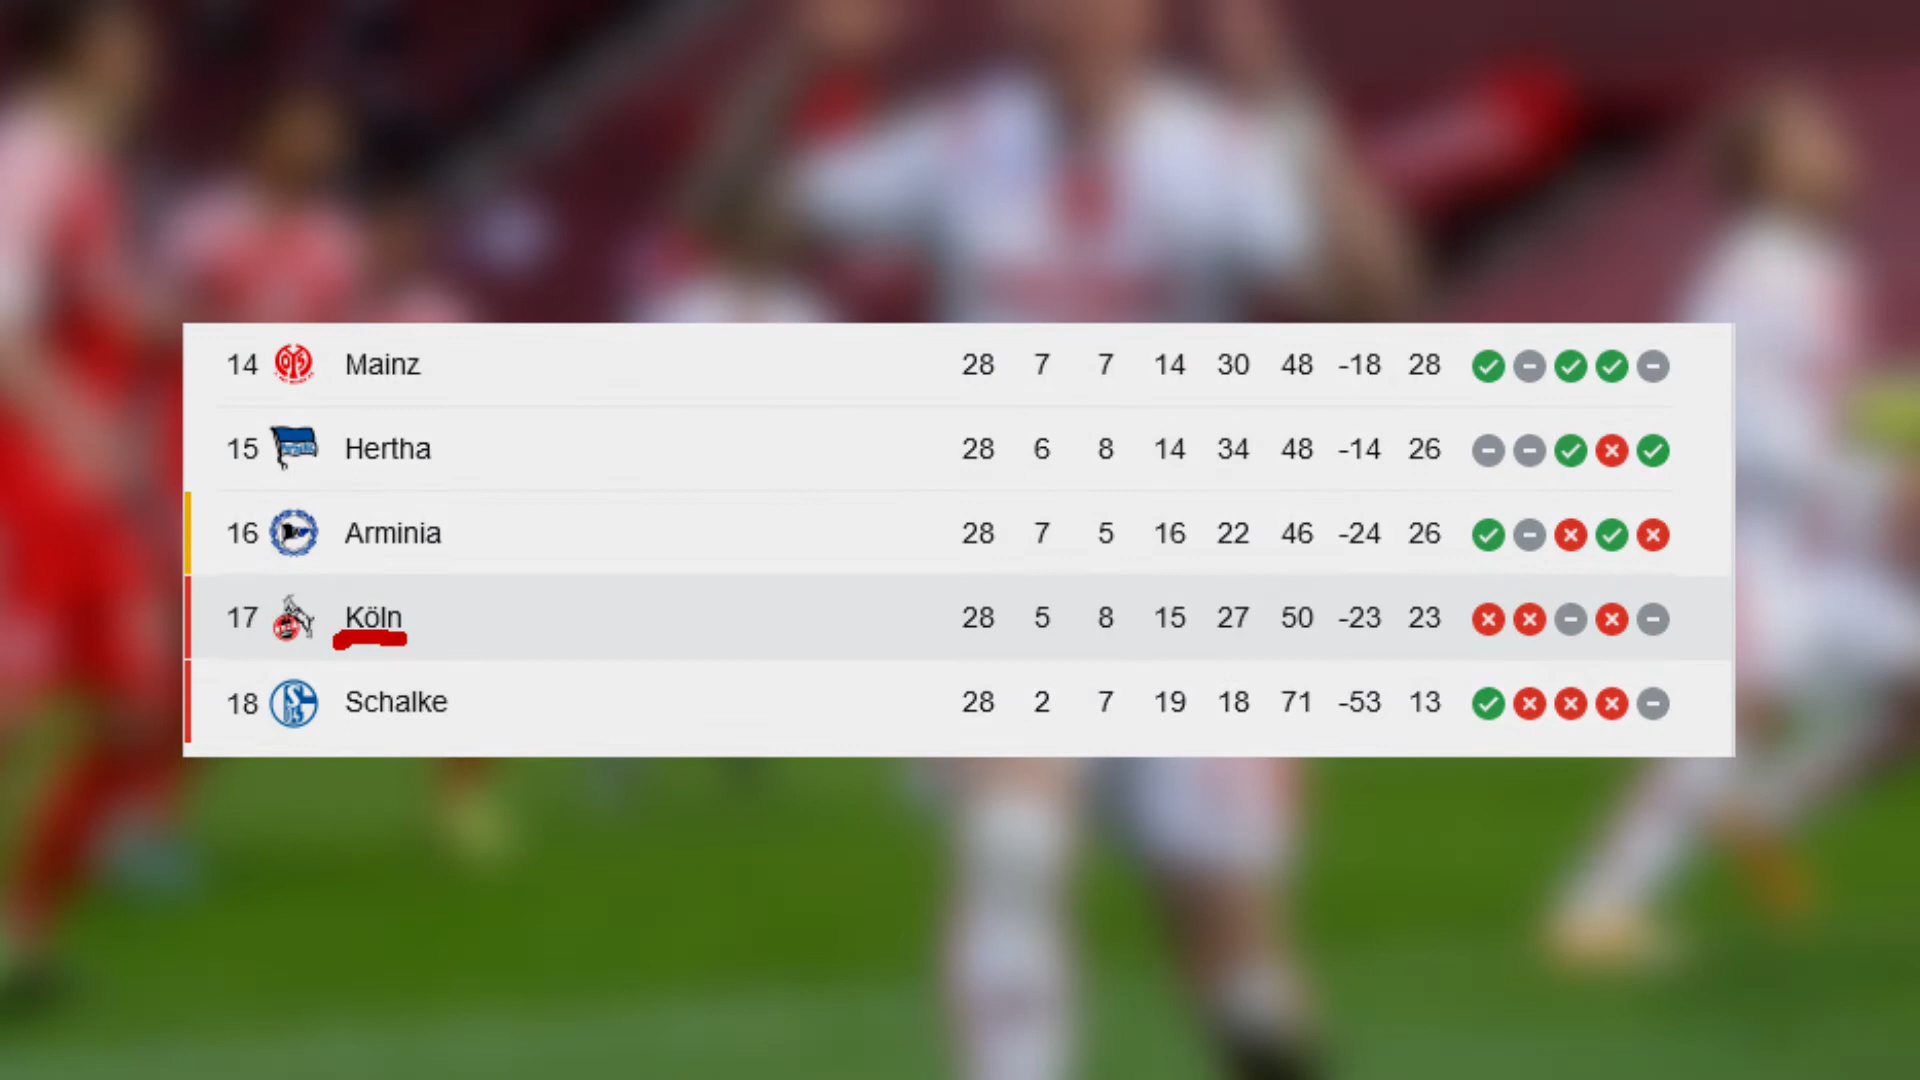 14 Mainz 28 7 7 14 30 48 -18 28
15 Hertha 28 6 8 14 34 48 -14 26
16 Arminia 28 7 5 16 22 46 -24 26
17 Köln 28 5 8 15 27 50 -23 23
18 Schalke 28 2 7 19 18 71 -53 13